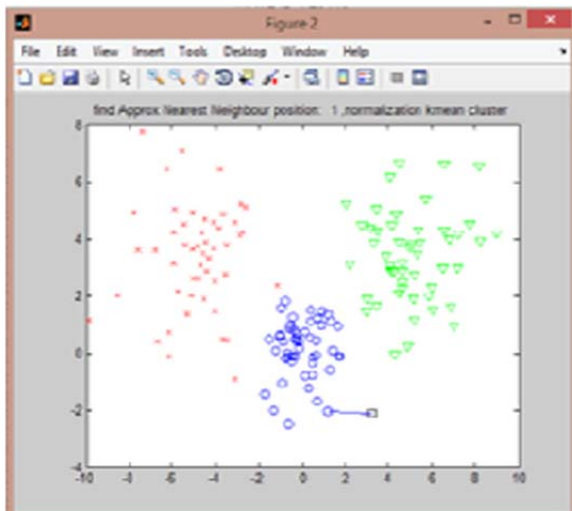 Figure 2
File Edit View Insert Tools Desktop Window Help
find Approx Nearest Neighbour position: 1 ,normalization kmean cluster
8
6
4
2
0
-2
-4
-10 -8 -6 -4 -2 0 2 4 6 8 10